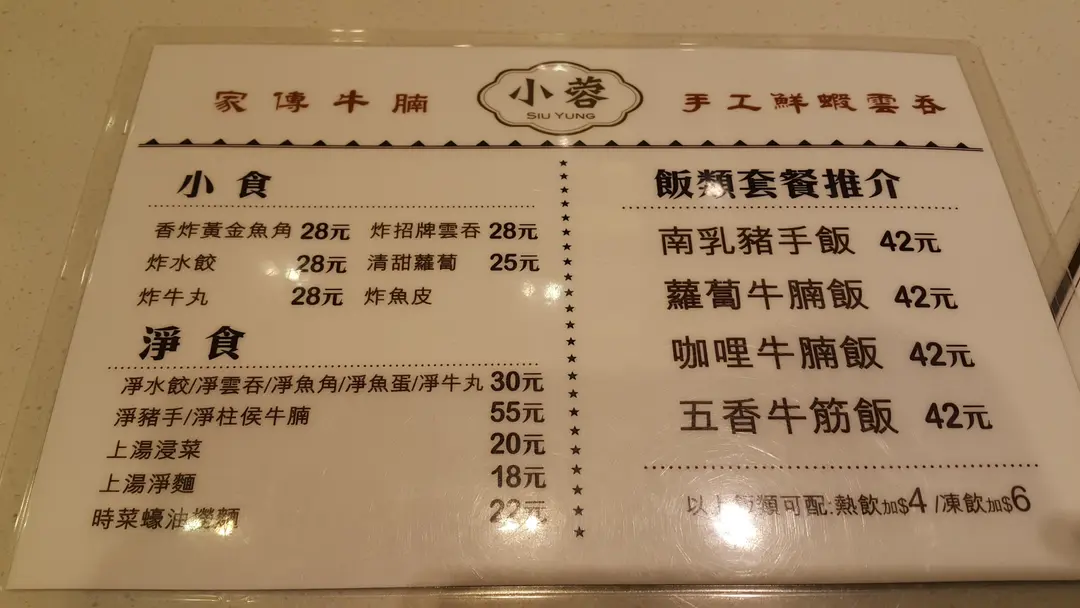 家傳牛腩 小蓉 手工鮮蝦雲吞
SIU YUNG
小食
香炸黃金魚角 28元 炸招牌雲吞 28元
炸水餃 28元 清甜蘿蔔 25元
炸牛丸 28元 炸魚皮
淨食
淨水餃/淨雲吞/淨魚角/淨魚蛋/淨牛丸 30元
淨豬手/淨柱侯牛腩 55元
上湯浸菜 20元
上湯淨麵 18元
時菜蠔油撈麵 22元
飯類套餐推介
南乳豬手飯 42元
蘿蔔牛腩飯 42元
咖哩牛腩飯 42元
五香牛筋飯 42元
以上飯類可配:熱飲加$4 /凍飲加$6